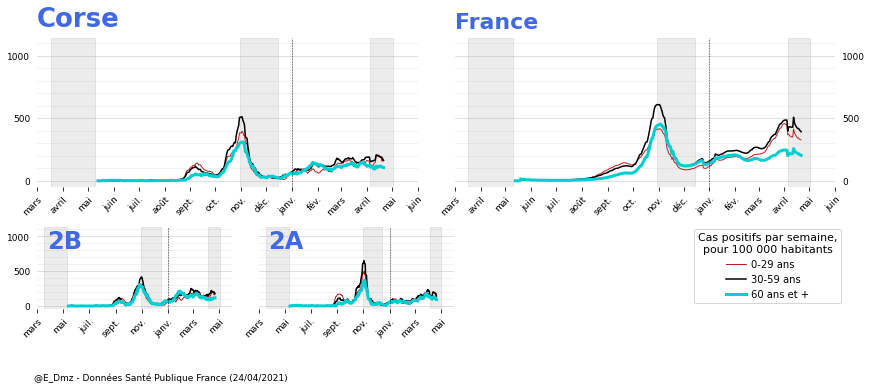 Corse
France
1000
500
0
mars avril mai juin juil. août sept. oct. nov. déc. janv. fév. mars avril mai juin
1000
500
0
mars avril mai juin juil. août sept. oct. nov. déc. janv. fév. mars avril mai juin
2B
2A
1000
500
0
mars mai juil. sept. nov. janv. mars mai
mars mai juil. sept. nov. janv. mars mai
Cas positifs par semaine,
pour 100 000 habitants
0-29 ans
30-59 ans
60 ans et +
@E_Dmz - Données Santé Publique France (24/04/2021)